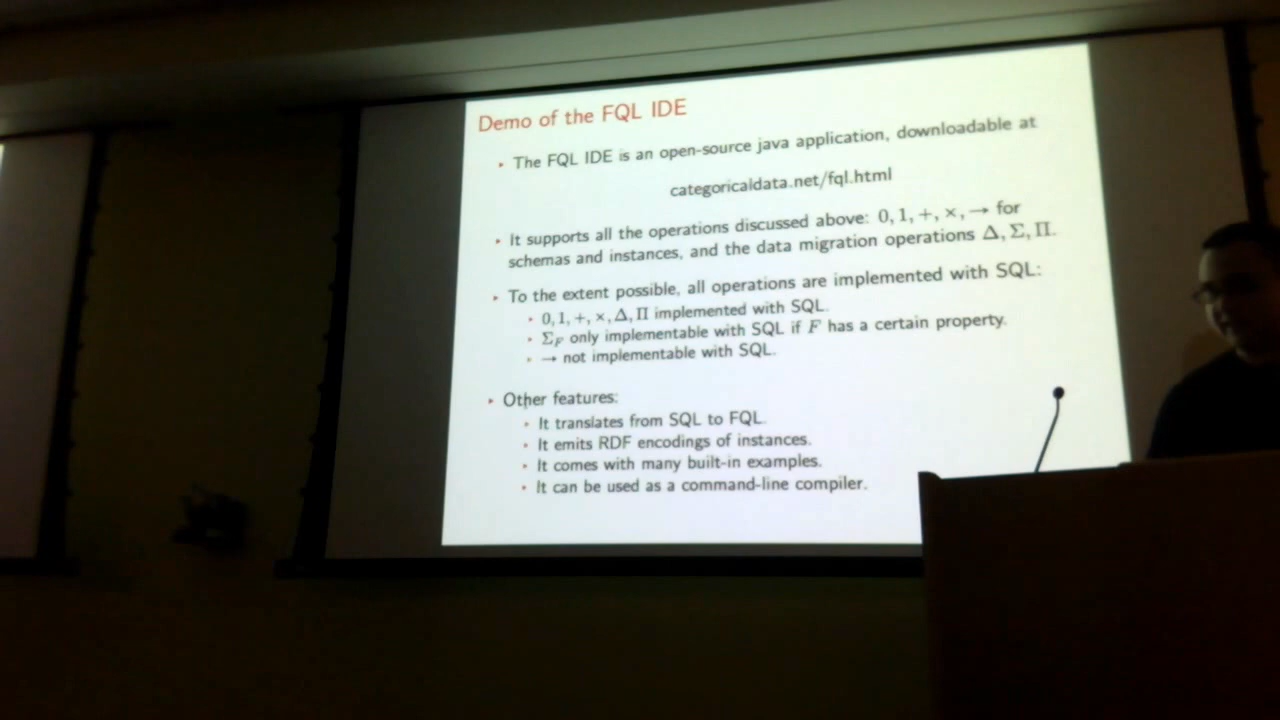 Demo of the FQL IDE
▸ The FQL IDE is an open-source java application, downloadable at
categoricaldata.net/fql.html
▸ It supports all the operations discussed above: 0, 1, +, ×, → for
schemas and instances, and the data migration operations Δ, Σ, Π.
▸ To the extent possible, all operations are implemented with SQL:
▸ 0, 1, +, ×, Δ, Π implemented with SQL.
▸ Σ_F only implementable with SQL if F has a certain property.
▸ → not implementable with SQL.
▸ Other features:
▸ It translates from SQL to FQL.
▸ It emits RDF encodings of instances.
▸ It comes with many built-in examples.
▸ It can be used as a command-line compiler.